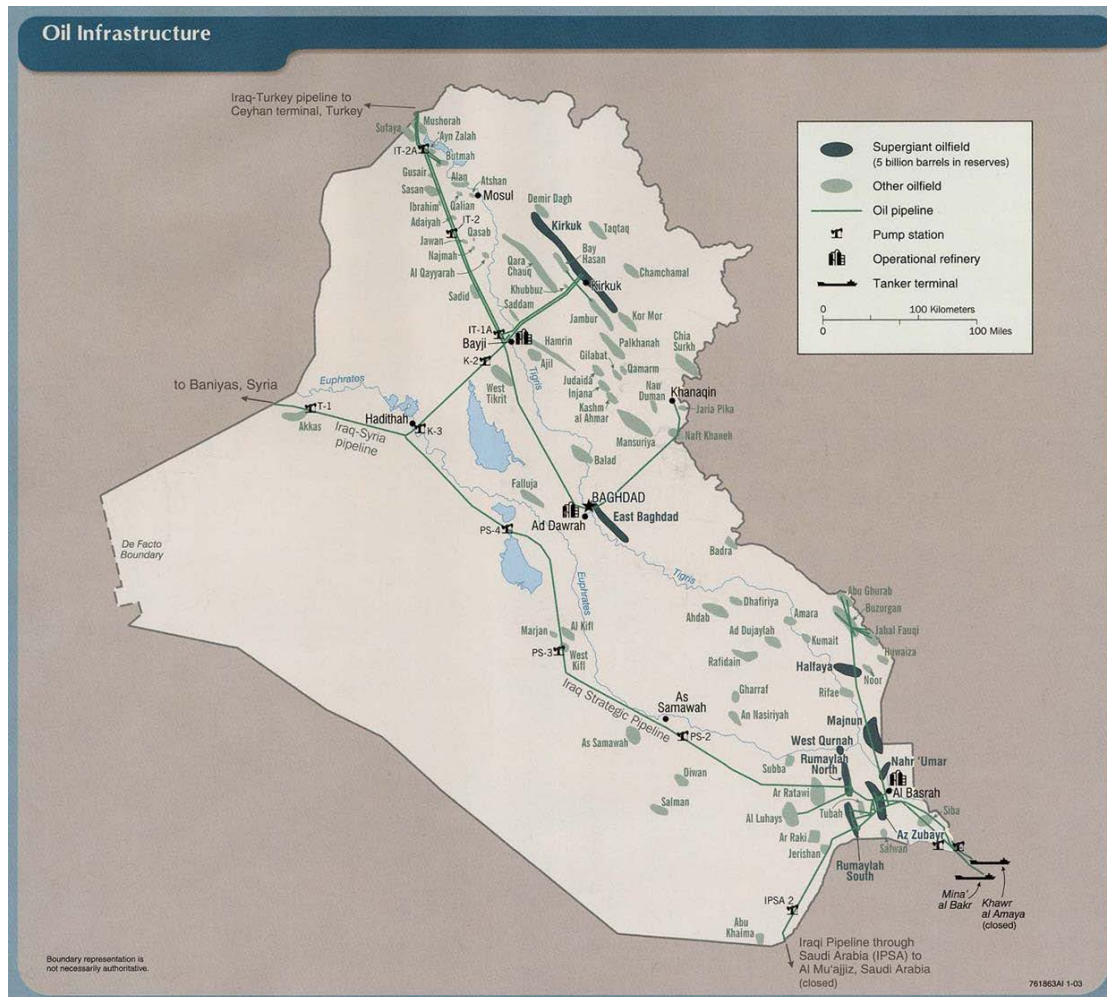 Oil Infrastructure
Iraq-Turkey pipeline to
Ceyhan terminal, Turkey
Mushorah
Sufaya
'Ayn Zalah
IT-2A
Butmah
Gusair
Alan
Atshan
Sasan
Mosul
Ibrahim
Qalian
Adaiyah
IT-2
Jawan
Qasab
Najmah
Al Qayyarah
Sadid
Demir Dagh
Kirkuk
Taqtaq
Bay
Hasan
Qara
Chauq
Chamchamal
Khubbuz
Kirkuk
Saddam
Jambur
Kor Mor
IT-1A
Bayji
Hamrin
Palkhanah
Chia
Surkh
K-2
Ajil
Gilabat
Qamarm
West
Tikrit
Tigris
Judaida
Injana
Nau
Duman
Khanaqin
Kashm
al Ahmar
Jaria Pika
Mansuriya
Naft Khaneh
to Baniyas, Syria
Euphrates
T-1
Akkas
Hadithah
K-3
Iraq-Syria
pipeline
Balad
Falluja
BAGHDAD
Ad Dawrah
East Baghdad
PS-4
De Facto
Boundary
Badra
Euphrates
Tigris
Abu Ghurab
Dhafiriya
Buzurgan
Ahdab
Amara
Marjan
Al Kifl
Ad Dujaylah
Kumait
Jabal Fauqi
Huwaiza
PS-3
West
Kifl
Rafidain
Halfaya
Noor
Iraq Strategic Pipeline
As
Samawah
Gharraf
Rifae
An Nasiriyah
Majnun
As Samawah
PS-2
West Qurnah
Subba
Rumaylah
North
Nahr 'Umar
Diwan
Ar Ratawi
Al Basrah
Salman
Al Luhays
Tubah
Siba
Ar Raki
Az Zubayr
Jerishan
Safwan
Rumaylah
South
Mina'
al Bakr
Khawr
al Amaya
(closed)
IPSA 2
Abu
Khaima
Iraqi Pipeline through
Saudi Arabia (IPSA) to
Al Mu'ajjiz, Saudi Arabia
(closed)
Supergiant oilfield
(5 billion barrels in reserves)
Other oilfield
Oil pipeline
Pump station
Operational refinery
Tanker terminal
0 100 Kilometers
0 100 Miles
Boundary representation is
not necessarily authoritative.
761863AI 1-03